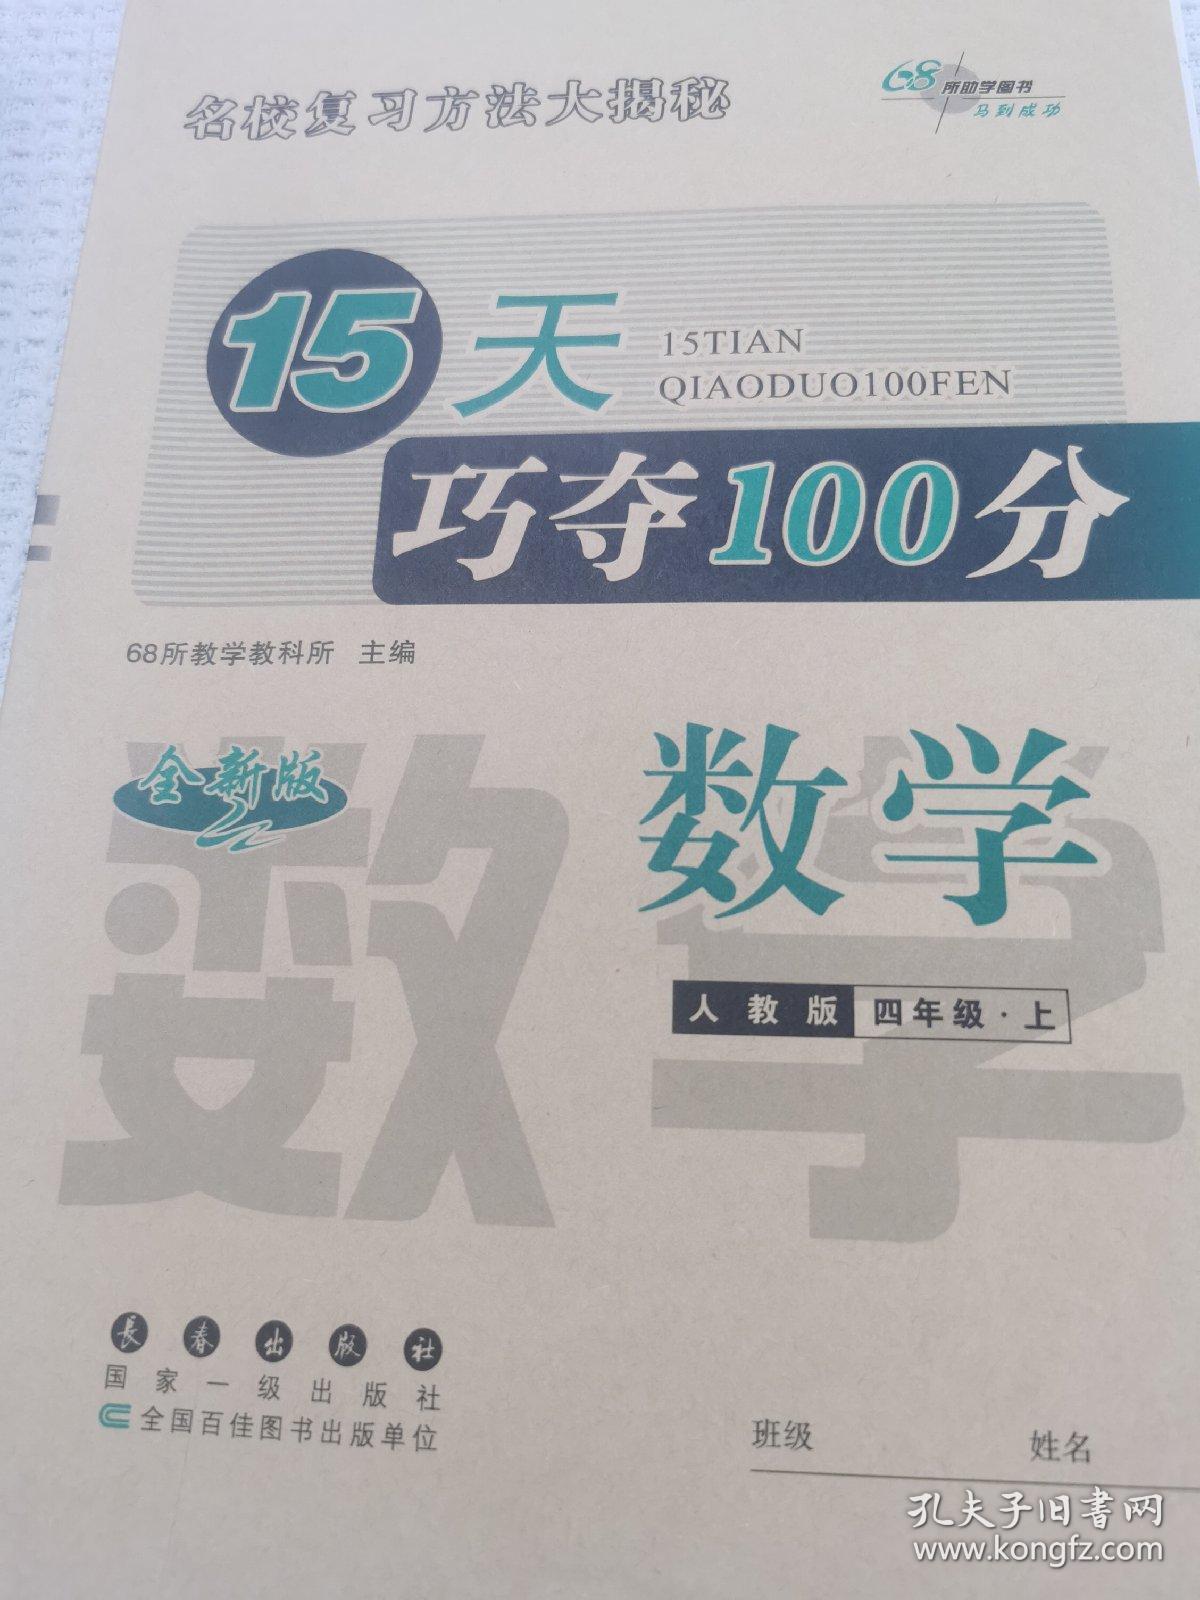 名校复习方法大揭秘
68所助学图书
马到成功
15天
15TIAN
QIAODUO100FEN
巧夺100分
68所教学教科所 主编
全新版
数学
数学
人教版 四年级·上
長春出版社
国家一级出版社
全国百佳图书出版单位
班级 姓名
孔夫子旧书网
www.kongfz.com